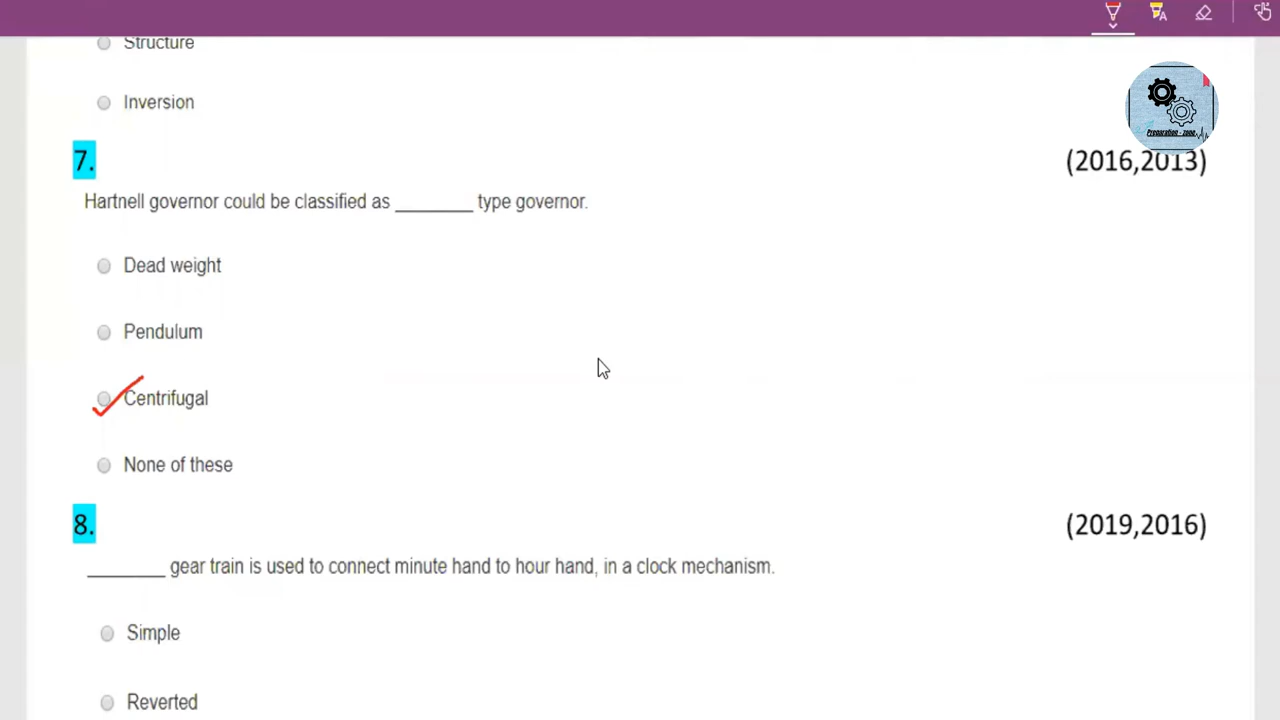 Structure
Inversion
Preparation - zone
7.
(2016,2013)
Hartnell governor could be classified as ________ type governor.
Dead weight
Pendulum
Centrifugal
None of these
8.
(2019,2016)
________ gear train is used to connect minute hand to hour hand, in a clock mechanism.
Simple
Reverted